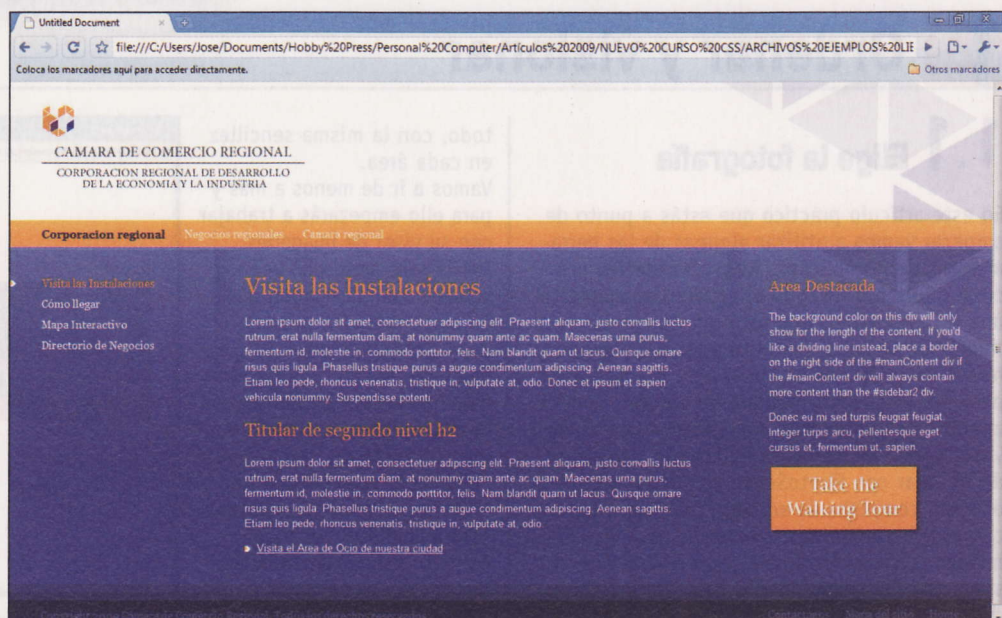 Untitled Document
file:///C:/Users/Jose/Documents/Hobby%20Press/Personal%20Computer/Artículos%202009/NUEVO%20CURSO%20CSS/ARCHIVOS%20EJEMPLOS%20LIE
Coloca los marcadores aquí para acceder directamente.
Otros marcadores
CAMARA DE COMERCIO REGIONAL
CORPORACION REGIONAL DE DESARROLLO
DE LA ECONOMIA Y LA INDUSTRIA
Corporacion regional Negocios regionales Camara regional
Visita las Instalaciones
Cómo llegar
Mapa Interactivo
Directorio de Negocios
Visita las Instalaciones
Lorem ipsum dolor sit amet, consectetuer adipiscing elit. Praesent aliquam, justo convallis luctus
rutrum, erat nulla fermentum diam, at nonummy quam ante ac quam. Maecenas urna purus,
fermentum id, molestie in, commodo porttitor, felis. Nam blandit quam ut lacus. Quisque ornare
risus quis ligula. Phasellus tristique purus a augue condimentum adipiscing. Aenean sagittis.
Etiam leo pede, rhoncus venenatis, tristique in, vulputate at, odio. Donec et ipsum et sapien
vehicula nonummy. Suspendisse potenti.
Titular de segundo nivel h2
Lorem ipsum dolor sit amet, consectetuer adipiscing elit. Praesent aliquam, justo convallis luctus
rutrum, erat nulla fermentum diam, at nonummy quam ante ac quam. Maecenas urna purus,
fermentum id, molestie in, commodo porttitor, felis. Nam blandit quam ut lacus. Quisque ornare
risus quis ligula. Phasellus tristique purus a augue condimentum adipiscing. Aenean sagittis.
Etiam leo pede, rhoncus venenatis, tristique in, vulputate at, odio.
Visita el Area de Ocio de nuestra ciudad
Area Destacada
The background color on this div will only
show for the length of the content. If you'd
like a dividing line instead, place a border
on the right side of the #mainContent div if
the #mainContent div will always contain
more content than the #sidebar2 div.
Donec eu mi sed turpis feugiat feugiat.
Integer turpis arcu, pellentesque eget,
cursus et, fermentum ut, sapien.
Take the
Walking Tour